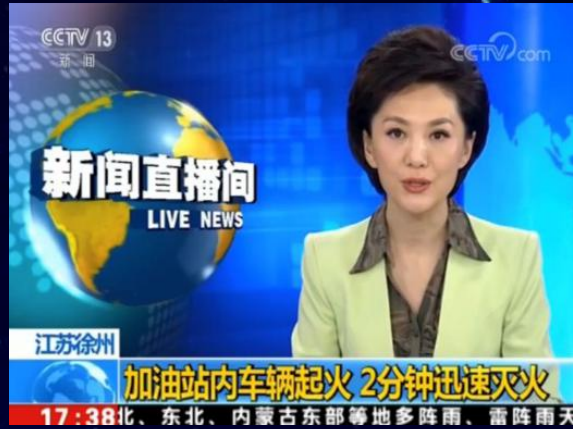 CCTV 13
新闻
CCTV.com
新闻直播间
LIVE NEWS
江苏徐州
加油站内车辆起火 2分钟迅速灭火
17:38北、东北、内蒙古东部等地多阵雨、雷阵雨天